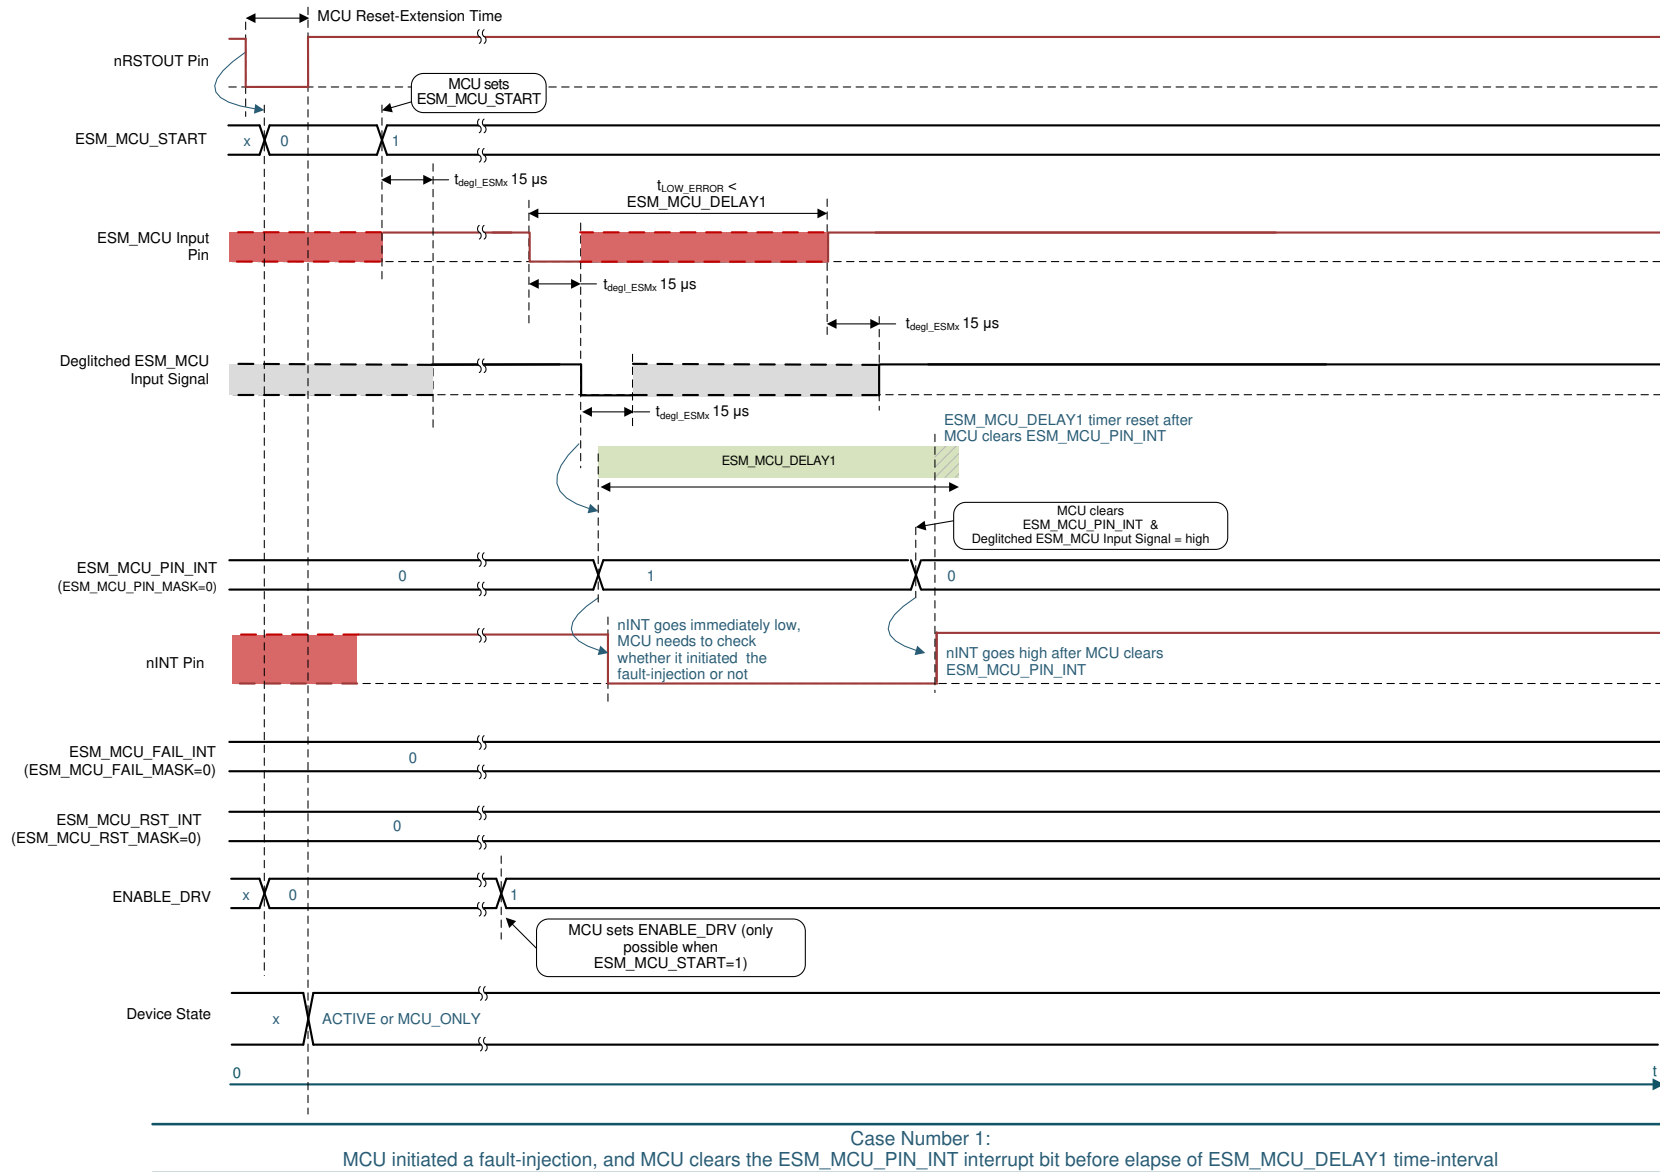 MCU Reset-Extension Time
nRSTOUT Pin
MCU sets
ESM_MCU_START
ESM_MCU_START
x
0
1
tdegl_ESMx 15 µs
tLOW_ERROR <
ESM_MCU_DELAY1
ESM_MCU Input
Pin
tdegl_ESMx 15 µs
tdegl_ESMx 15 µs
Deglitched ESM_MCU
Input Signal
tdegl_ESMx 15 µs
ESM_MCU_DELAY1 timer reset after
MCU clears ESM_MCU_PIN_INT
ESM_MCU_DELAY1
MCU clears
ESM_MCU_PIN_INT &
Deglitched ESM_MCU Input Signal = high
ESM_MCU_PIN_INT
(ESM_MCU_PIN_MASK=0)
0
1
0
nINT goes immediately low,
MCU needs to check
whether it initiated the
fault-injection or not
nINT Pin
nINT goes high after MCU clears
ESM_MCU_PIN_INT
ESM_MCU_FAIL_INT
(ESM_MCU_FAIL_MASK=0)
0
ESM_MCU_RST_INT
(ESM_MCU_RST_MASK=0)
0
ENABLE_DRV
x
0
1
MCU sets ENABLE_DRV (only
possible when
ESM_MCU_START=1)
Device State
x
ACTIVE or MCU_ONLY
0
t
Case Number 1:
MCU initiated a fault-injection, and MCU clears the ESM_MCU_PIN_INT interrupt bit before elapse of ESM_MCU_DELAY1 time-interval